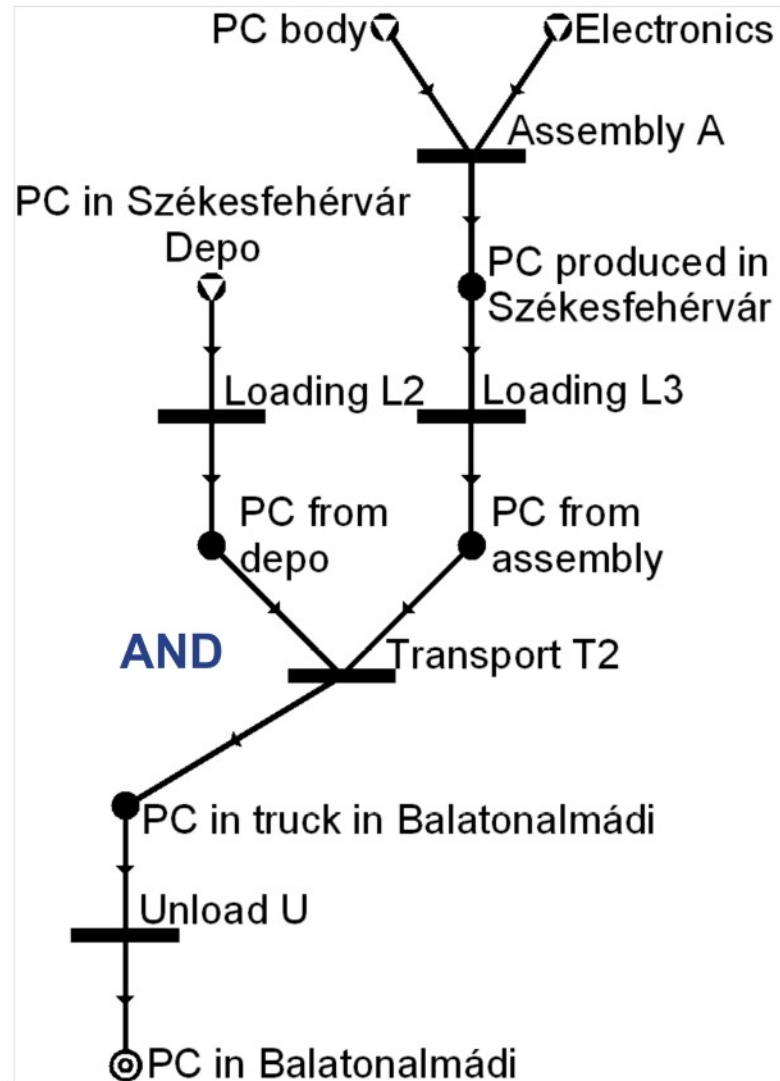 PC body
Electronics
Assembly A
PC in Székesfehérvár
Depo
PC produced in
Székesfehérvár
Loading L2
Loading L3
PC from
depo
PC from
assembly
AND
Transport T2
PC in truck in Balatonalmádi
Unload U
PC in Balatonalmádi